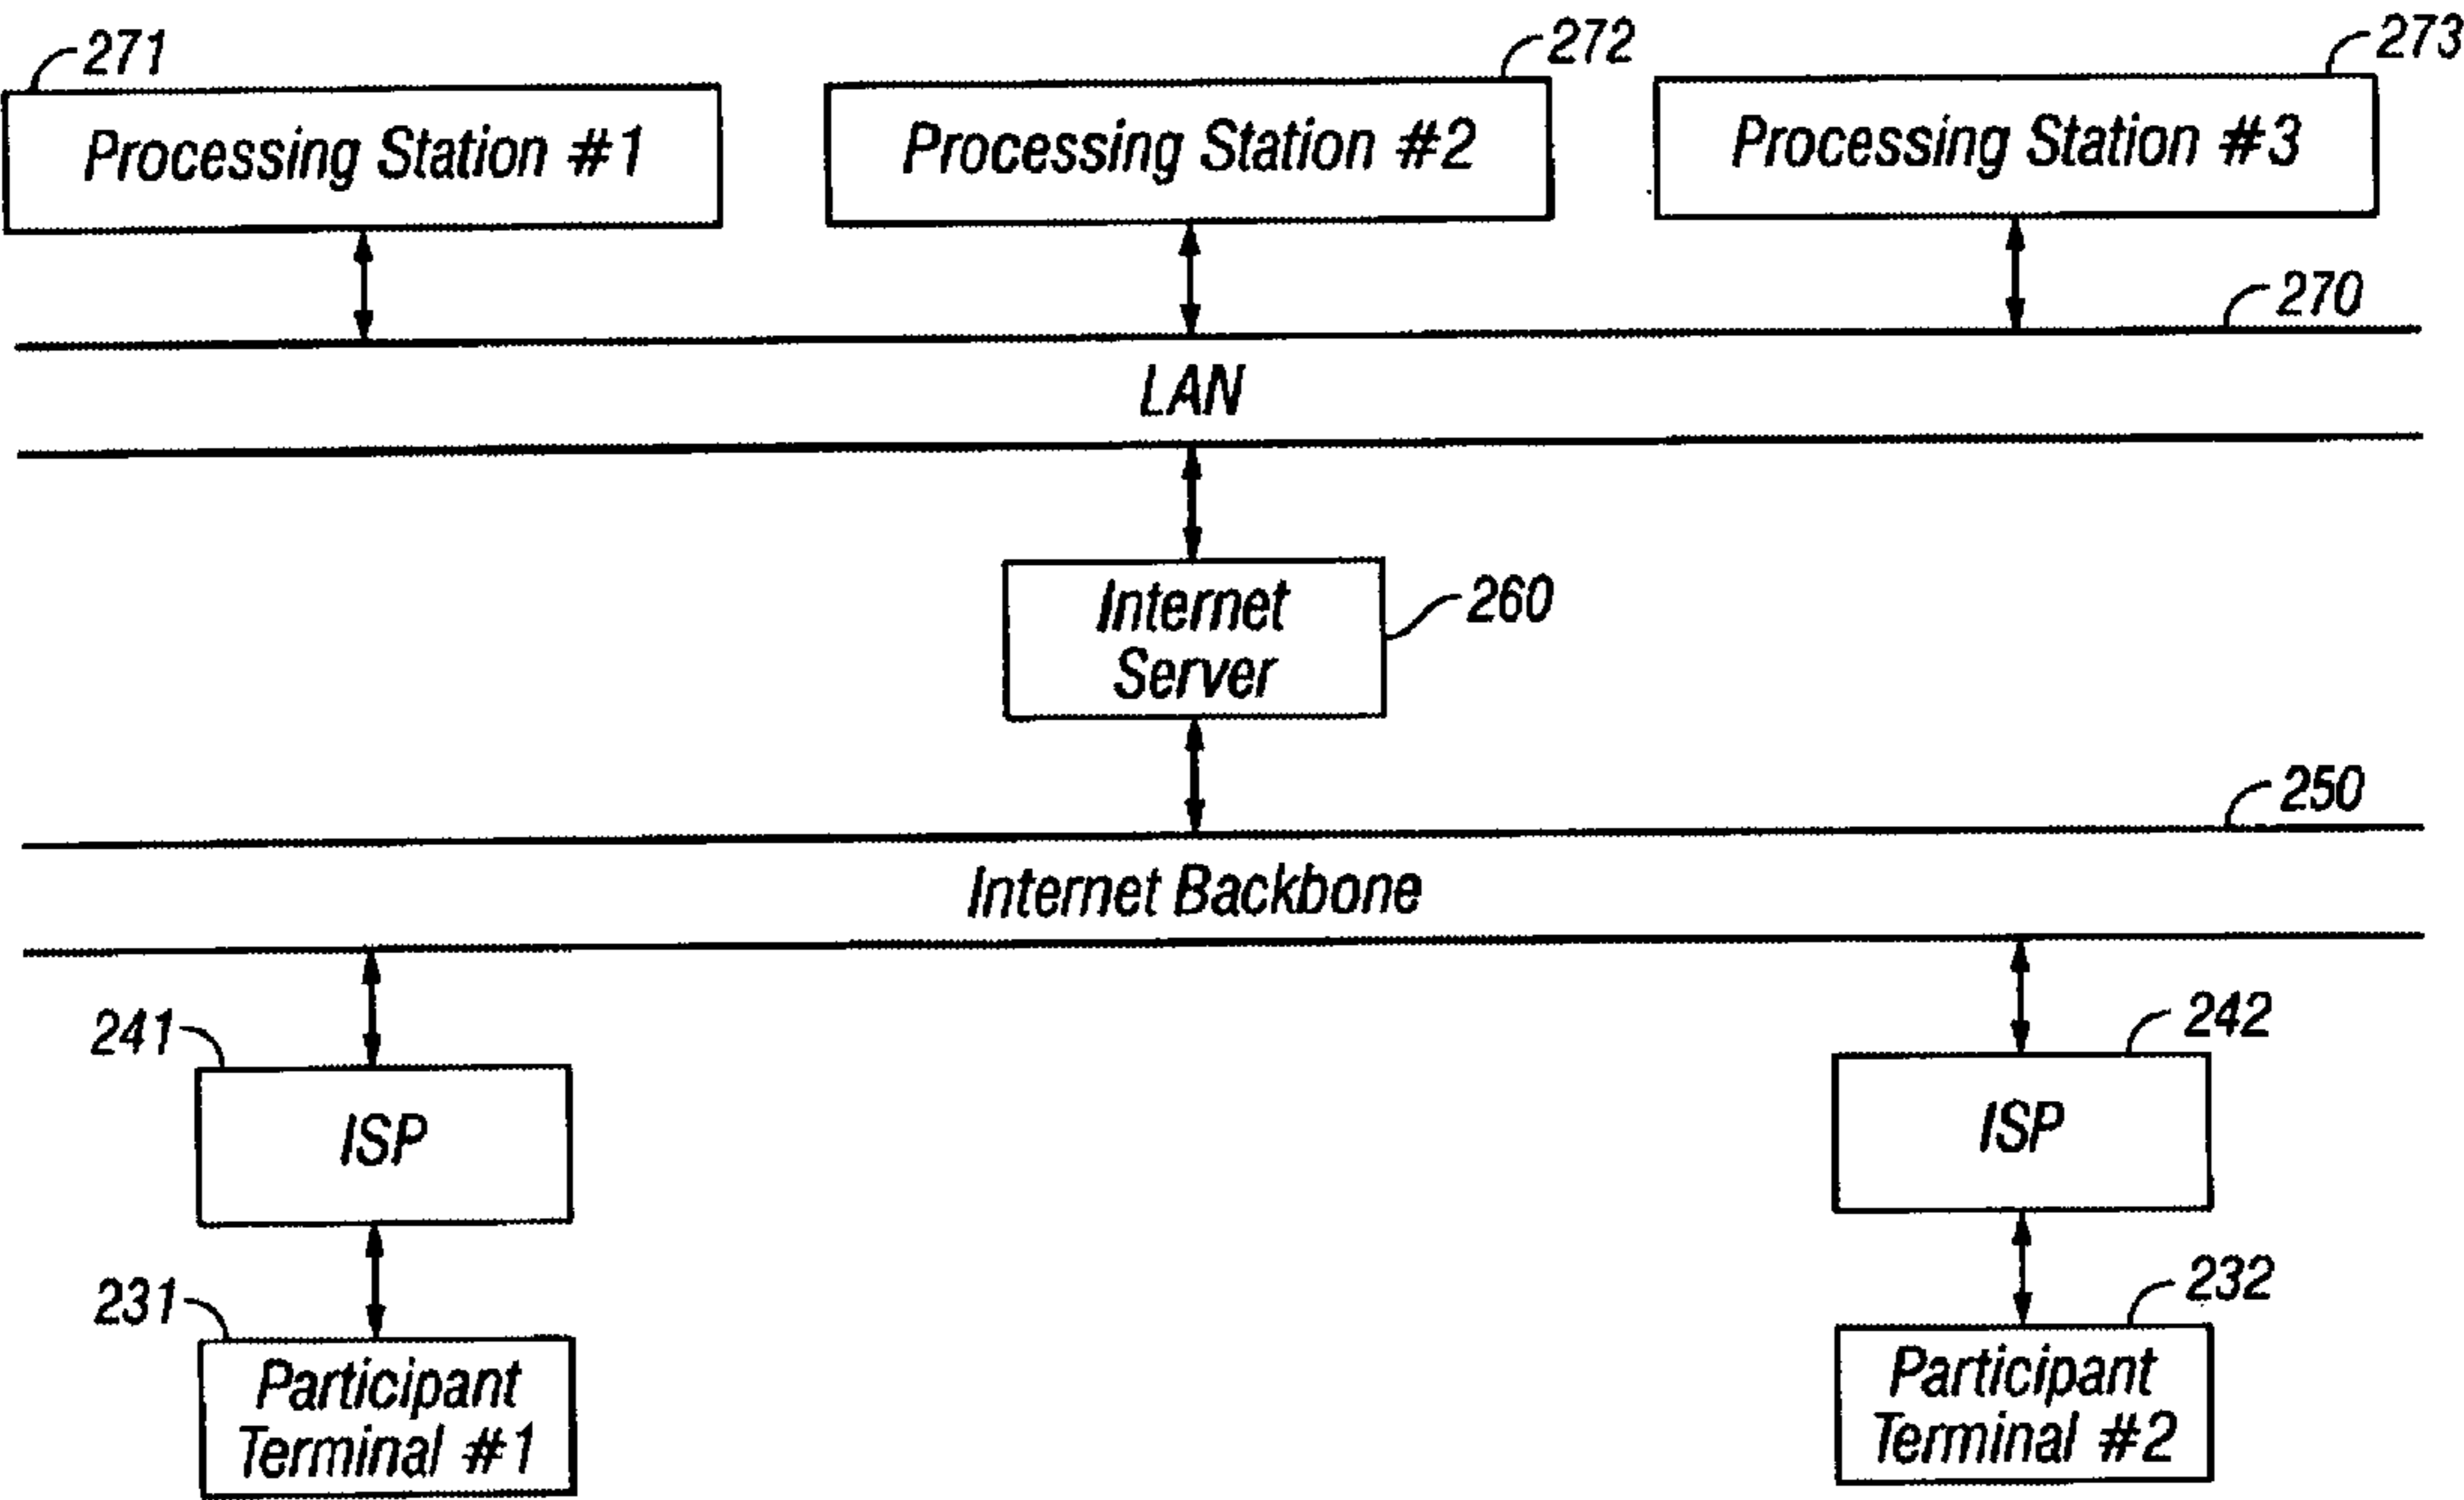 271
272
273
Processing Station #1
Processing Station #2
Processing Station #3
270
LAN
Internet
Server
260
250
Internet Backbone
241
ISP
242
ISP
231
Participant
Terminal #1
232
Participant
Terminal #2